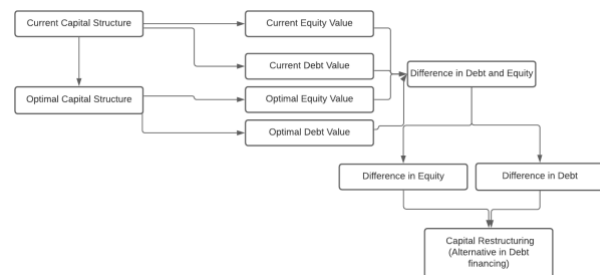 Current Capital Structure
Current Equity Value
Current Debt Value
Difference in Debt and Equity
Optimal Capital Structure
Optimal Equity Value
Optimal Debt Value
Difference in Equity
Difference in Debt
Capital Restructuring
(Alternative in Debt
financing)